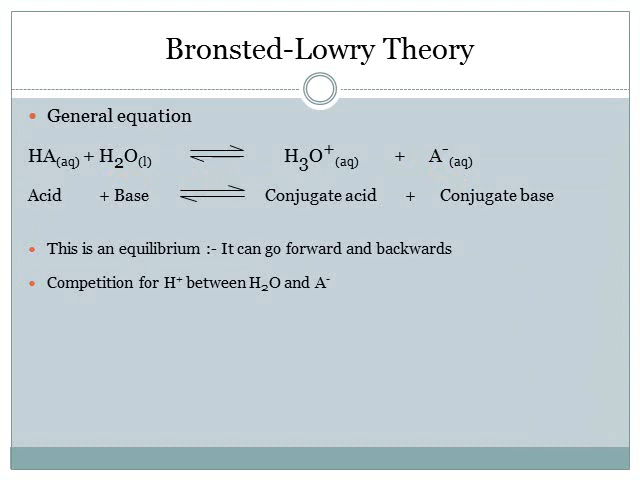 Bronsted-Lowry Theory
• General equation
HA(aq) + H₂O(l) ⇌ H₃O⁺(aq) + A⁻(aq)
Acid + Base ⇌ Conjugate acid + Conjugate base
• This is an equilibrium :- It can go forward and backwards
• Competition for H⁺ between H₂O and A⁻